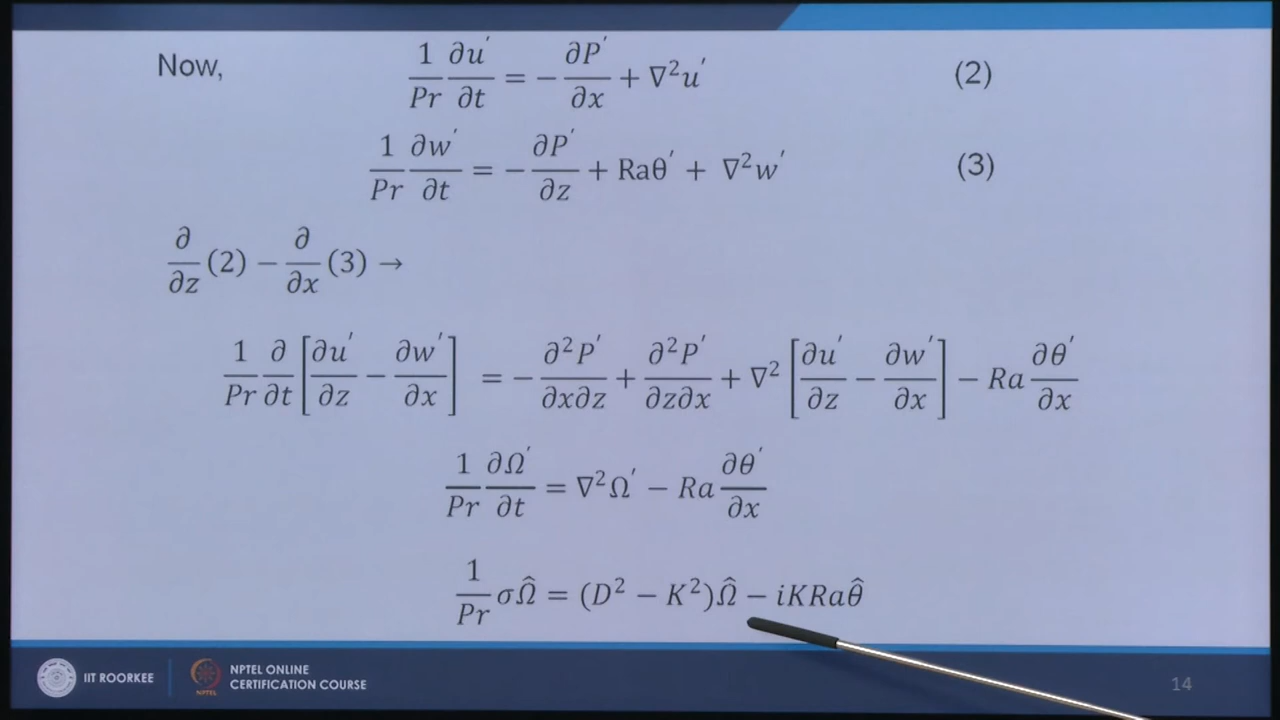 Now, 1/Pr ∂u′/∂t = −∂P′/∂x + ∇²u′ (2)
1/Pr ∂w′/∂t = −∂P′/∂z + Raθ′ + ∇²w′ (3)
∂/∂z (2) − ∂/∂x (3) →
1/Pr ∂/∂t [∂u′/∂z − ∂w′/∂x] = −∂²P′/∂x∂z + ∂²P′/∂z∂x + ∇² [∂u′/∂z − ∂w′/∂x] − Ra ∂θ′/∂x
1/Pr ∂Ω′/∂t = ∇²Ω′ − Ra ∂θ′/∂x
1/Pr σΩ̂ = (D² − K²)Ω̂ − iKRaθ̂
IIT ROORKEE
NPTEL
NPTEL ONLINE
CERTIFICATION COURSE
14